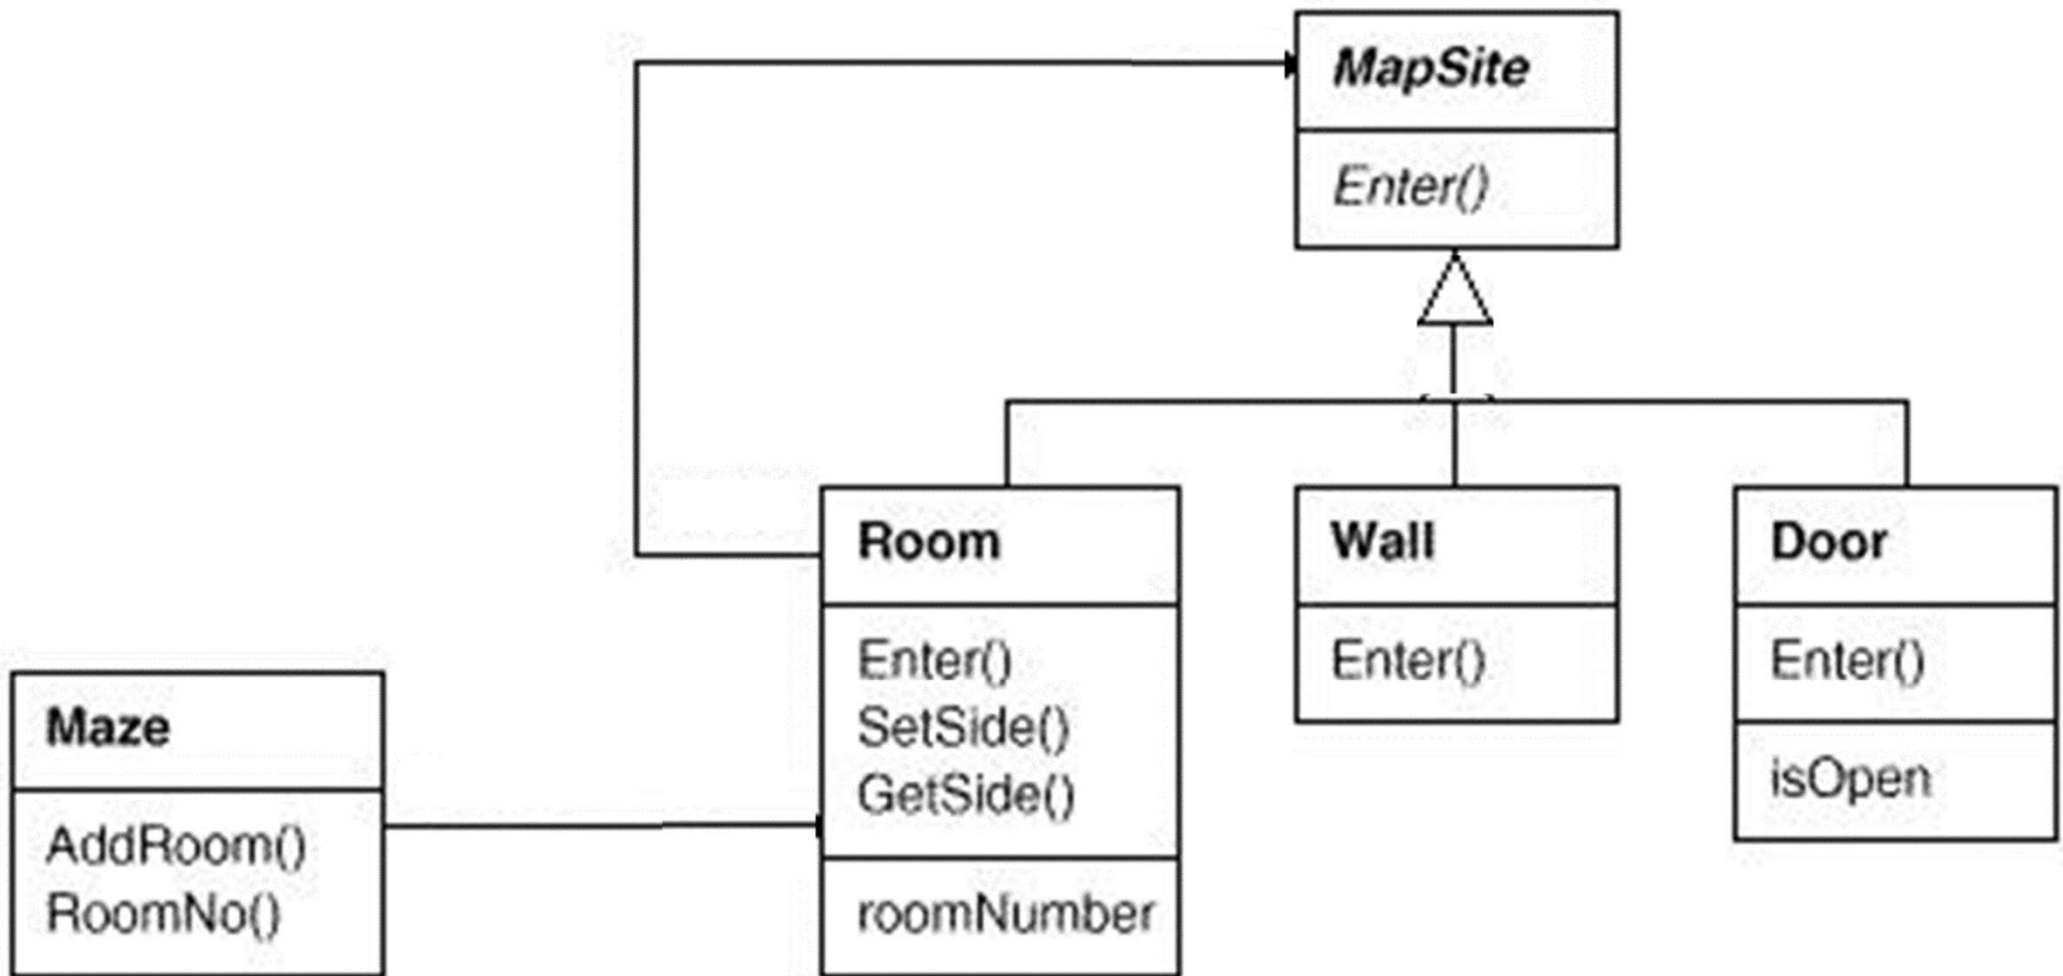 MapSite
Enter()
Room
Enter()
SetSide()
GetSide()
roomNumber
Wall
Enter()
Door
Enter()
isOpen
Maze
AddRoom()
RoomNo()